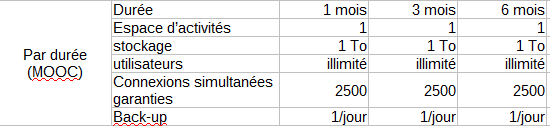 Durée 1 mois 3 mois 6 mois
Espace d'activités 1 1 1
stockage 1 To 1 To 1 To
Par durée
(MOOC)
utilisateurs illimité illimité illimité
Connexions simultanées
garanties 2500 2500 2500
Back-up 1/jour 1/jour 1/jour